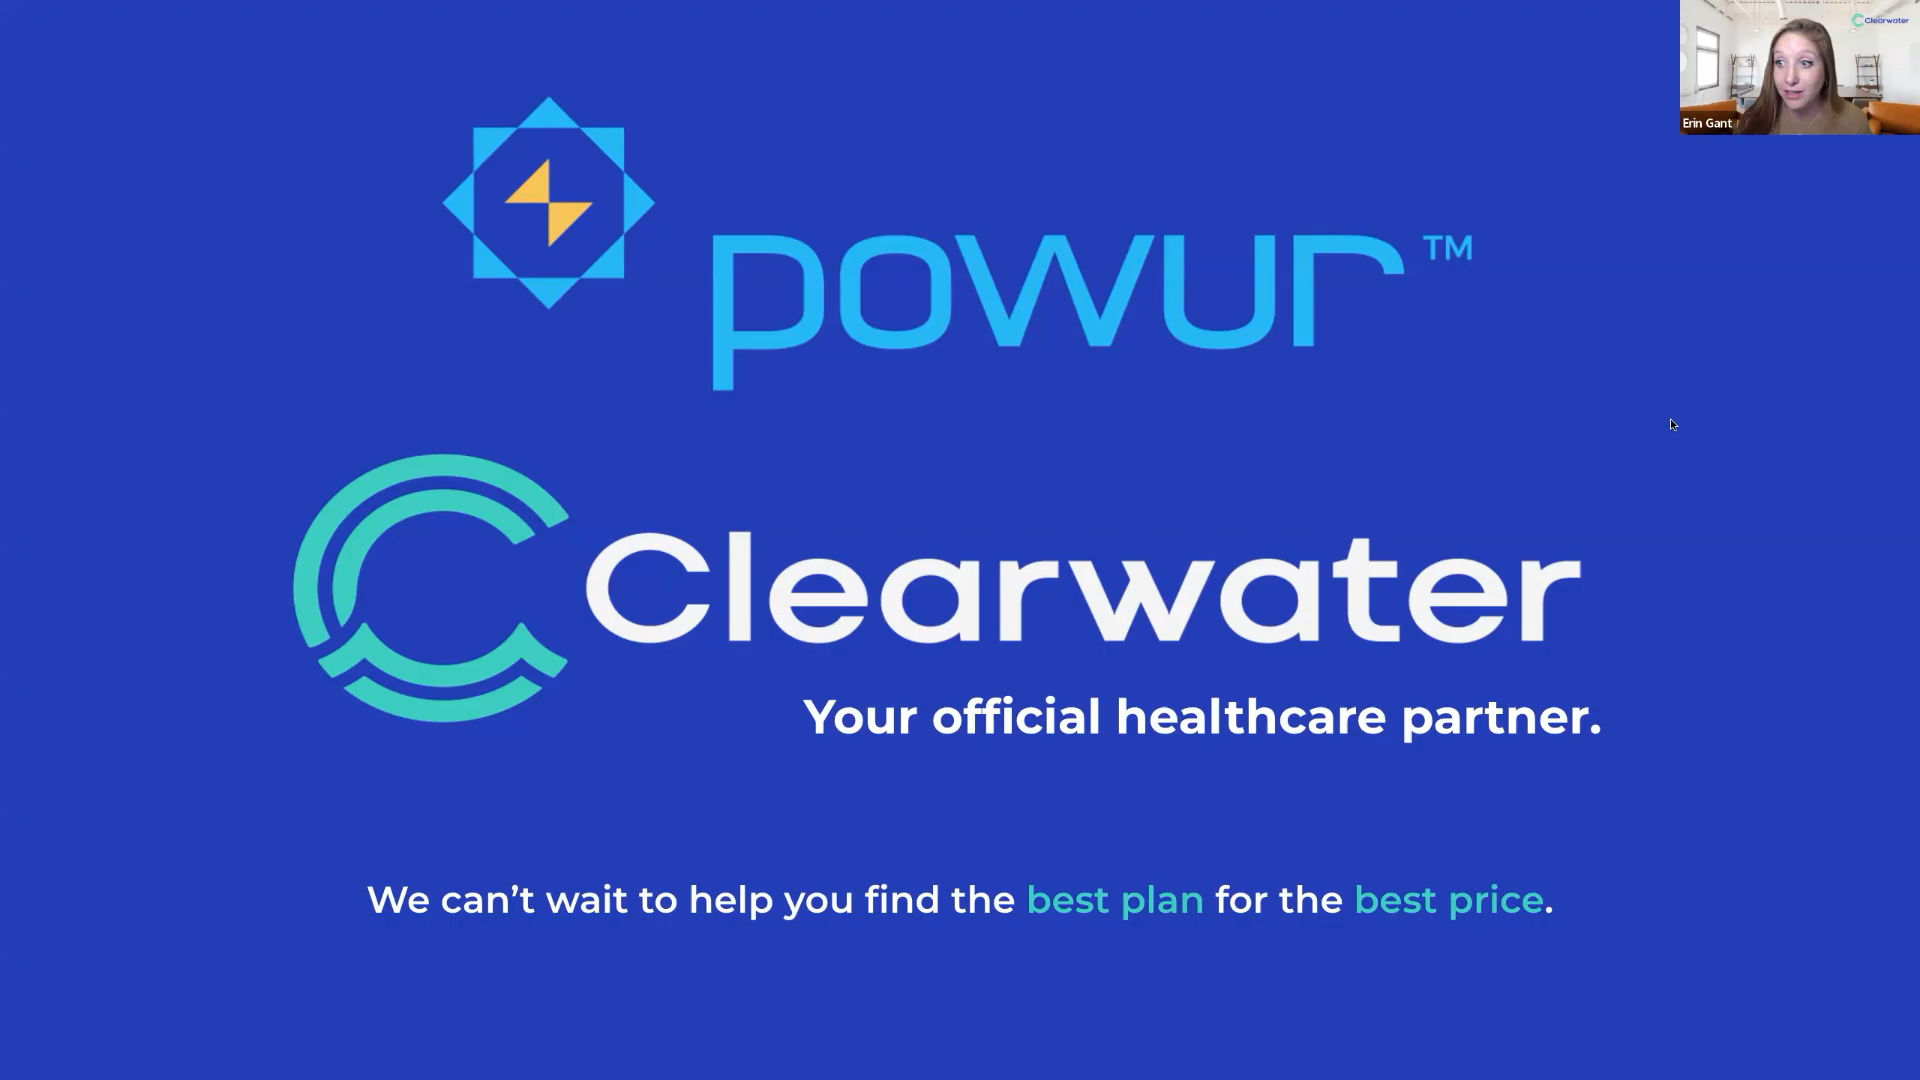 Clearwater
Erin Gant
powur™
Clearwater
Your official healthcare partner.
We can’t wait to help you find the best plan for the best price.